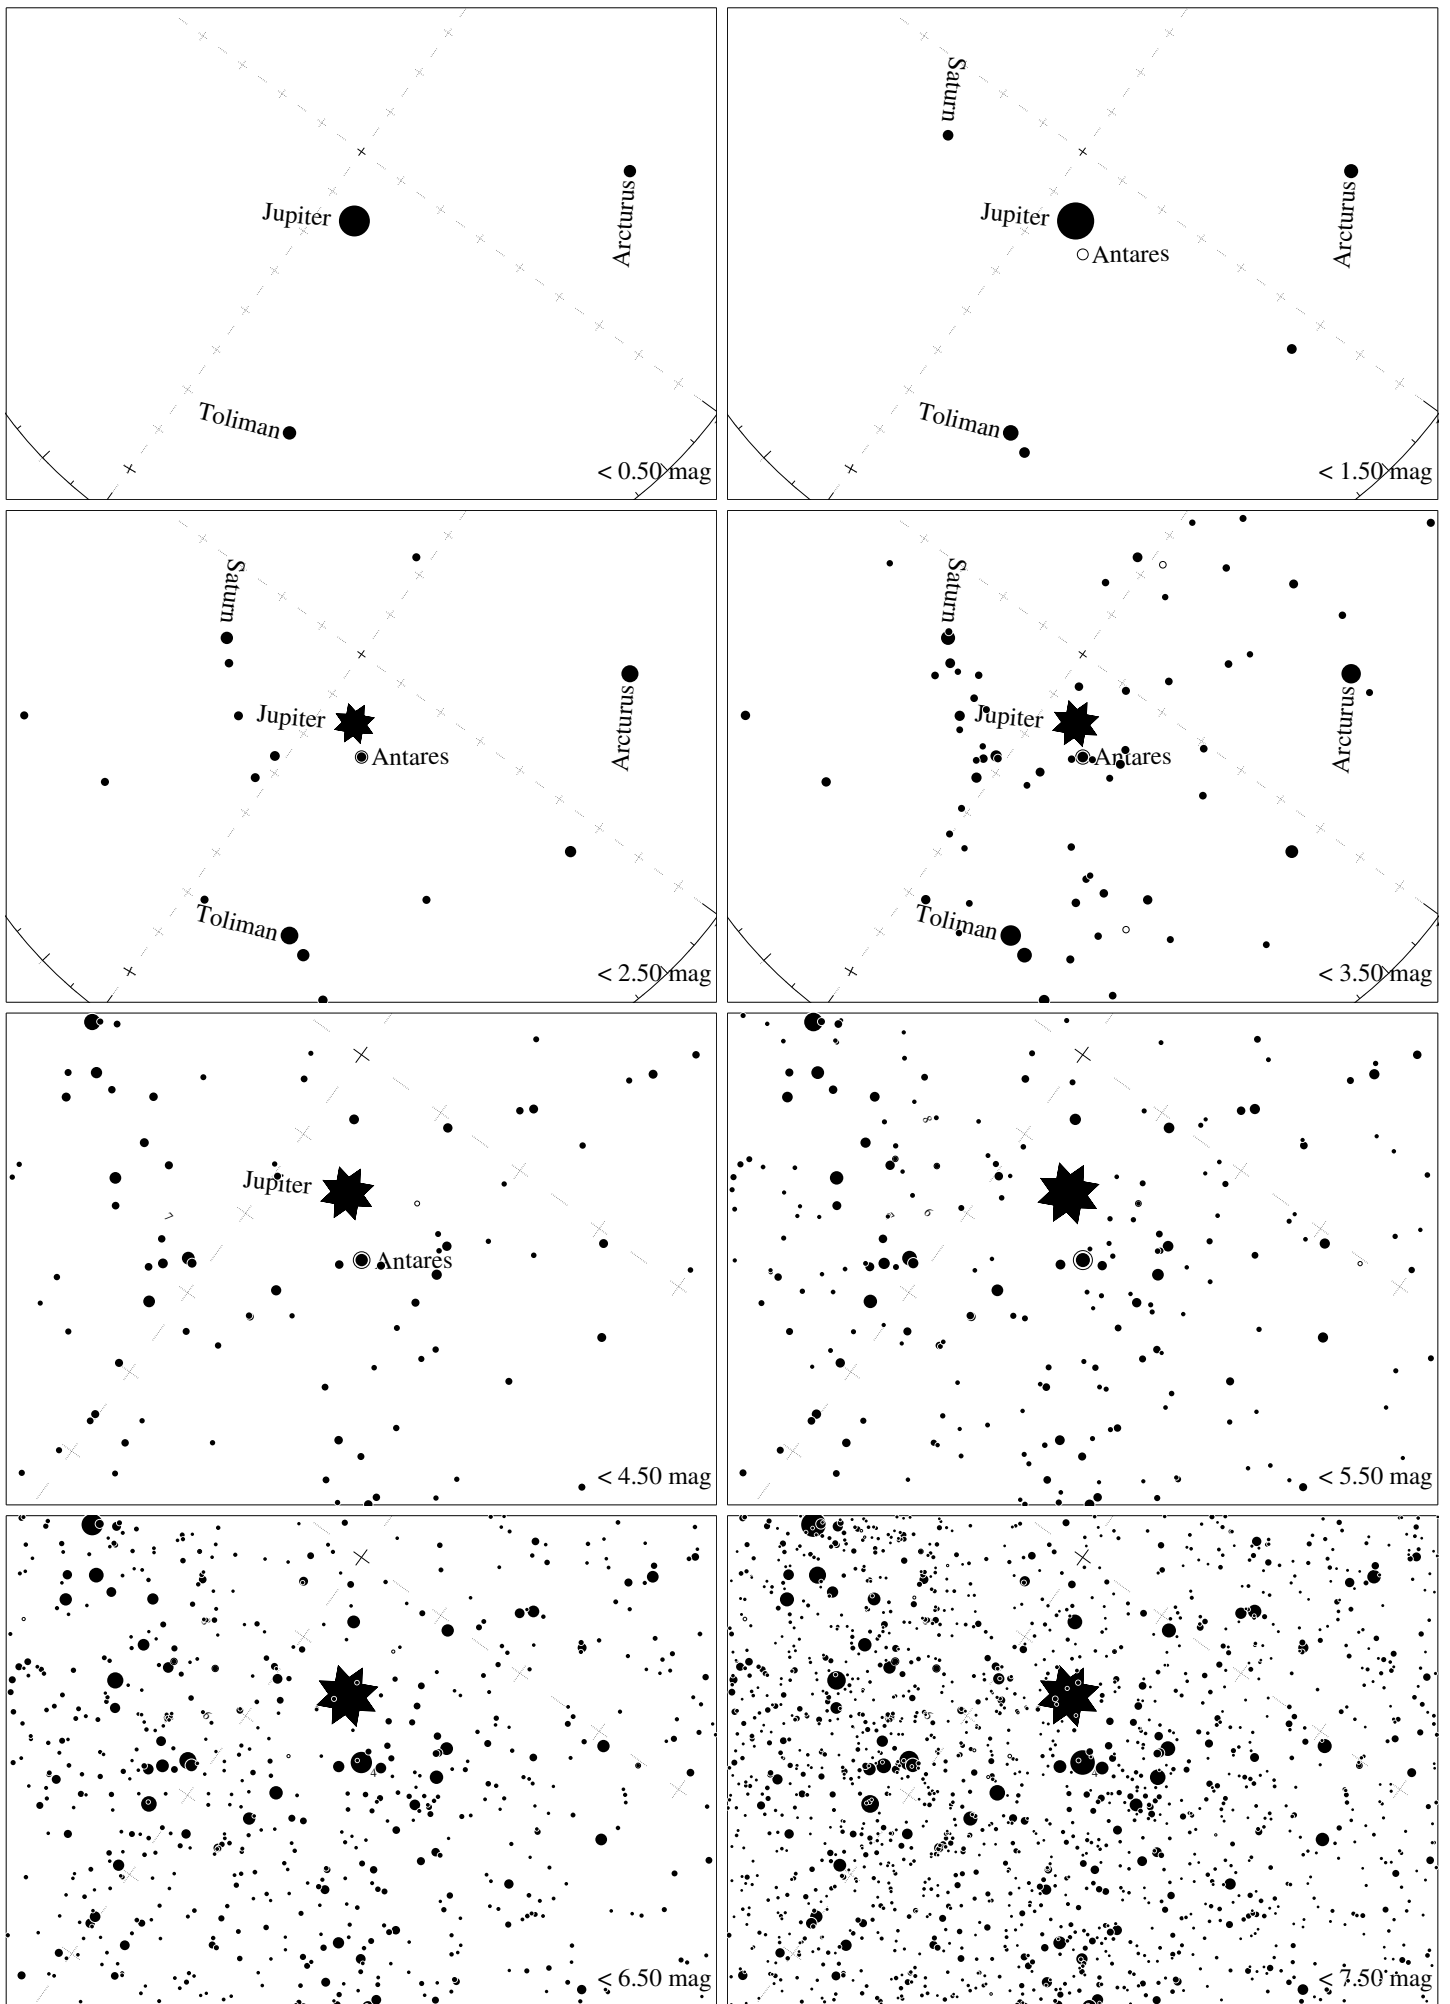 Jupiter
Arcturus
Toliman
< 0.50 mag
Saturn
Jupiter
Antares
Arcturus
Toliman
< 1.50 mag
Saturn
Jupiter
Antares
Arcturus
Toliman
< 2.50 mag
Saturn
Jupiter
Antares
Arcturus
Toliman
< 3.50 mag
Jupiter
Antares
< 4.50 mag
< 5.50 mag
< 6.50 mag
< 7.50 mag